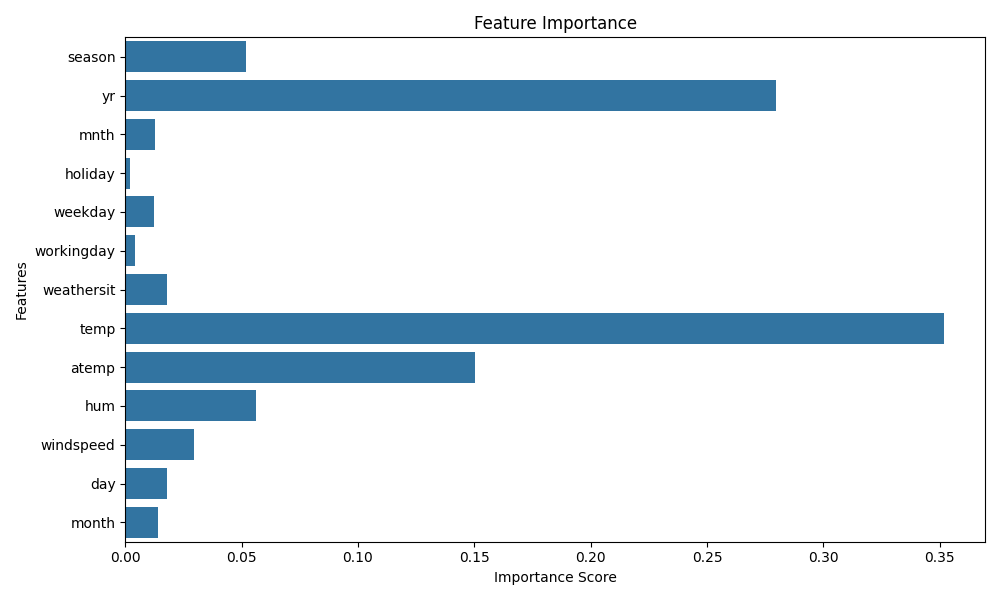 Feature Importance
Features
season
yr
mnth
holiday
weekday
workingday
weathersit
temp
atemp
hum
windspeed
day
month
0.00 0.05 0.10 0.15 0.20 0.25 0.30 0.35
Importance Score